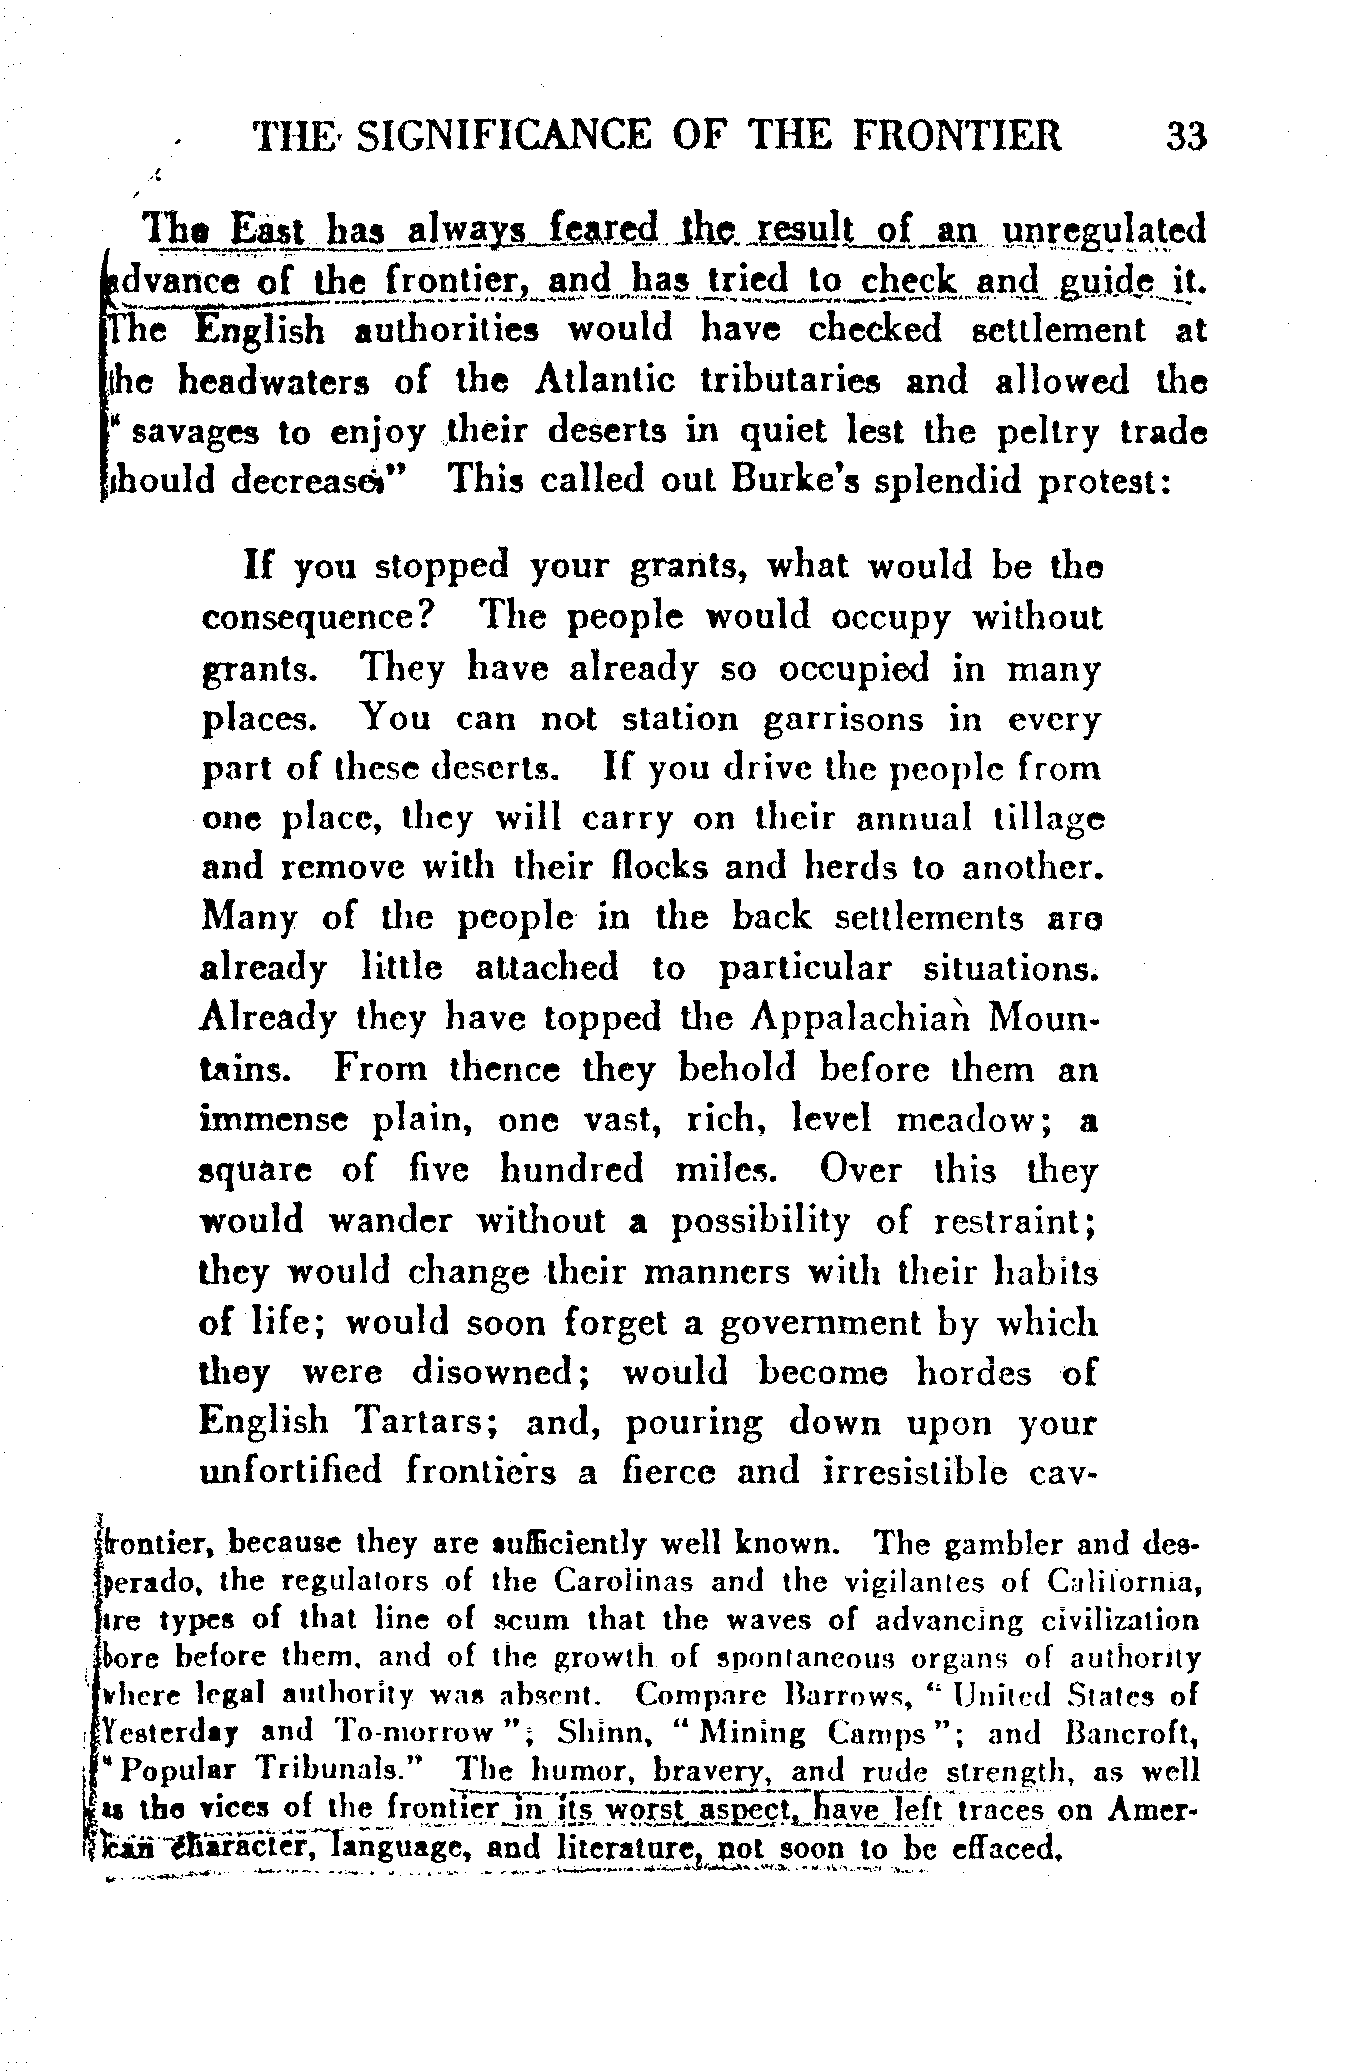 THE SIGNIFICANCE OF THE FRONTIER 33
The East has always feared the result of an unregulated
advance of the frontier, and has tried to check and guide it.
The English authorities would have checked settlement at
the headwaters of the Atlantic tributaries and allowed the
“ savages to enjoy their deserts in quiet lest the peltry trade
should decrease.” This called out Burke’s splendid protest:
If you stopped your grants, what would be the
consequence? The people would occupy without
grants. They have already so occupied in many
places. You can not station garrisons in every
part of these deserts. If you drive the people from
one place, they will carry on their annual tillage
and remove with their flocks and herds to another.
Many of the people in the back settlements are
already little attached to particular situations.
Already they have topped the Appalachian Moun-
tains. From thence they behold before them an
immense plain, one vast, rich, level meadow; a
square of five hundred miles. Over this they
would wander without a possibility of restraint;
they would change their manners with their habits
of life; would soon forget a government by which
they were disowned; would become hordes of
English Tartars; and, pouring down upon your
unfortified frontiers a fierce and irresistible cav-
frontier, because they are sufficiently well known. The gambler and des-
perado, the regulators of the Carolinas and the vigilantes of California,
are types of that line of scum that the waves of advancing civilization
bore before them, and of the growth of spontaneous organs of authority
where legal authority was absent. Compare Barrows, “ United States of
Yesterday and To-morrow ”; Shinn, “ Mining Camps ”; and Bancroft,
“ Popular Tribunals.” The humor, bravery, and rude strength, as well
as the vices of the frontier in its worst aspect, have left traces on Amer-
ican character, language, and literature, not soon to be effaced.